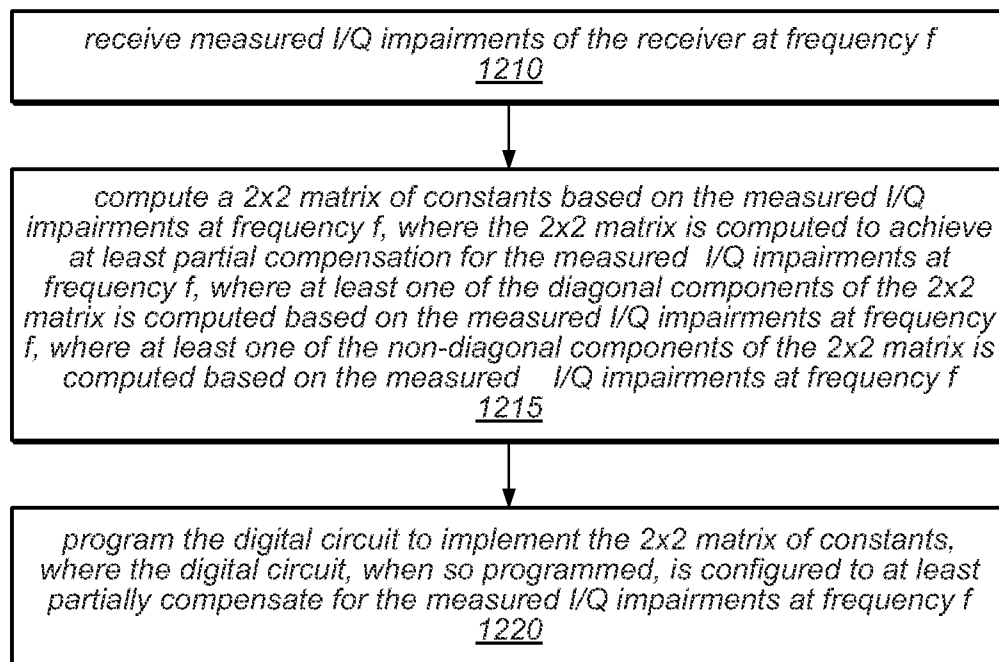 receive measured I/Q impairments of the receiver at frequency f
1210
compute a 2x2 matrix of constants based on the measured I/Q
impairments at frequency f, where the 2x2 matrix is computed to achieve
at least partial compensation for the measured I/Q impairments at
frequency f, where at least one of the diagonal components of the 2x2
matrix is computed based on the measured I/Q impairments at frequency
f, where at least one of the non-diagonal components of the 2x2 matrix is
computed based on the measured I/Q impairments at frequency f
1215
program the digital circuit to implement the 2x2 matrix of constants,
where the digital circuit, when so programmed, is configured to at least
partially compensate for the measured I/Q impairments at frequency f
1220